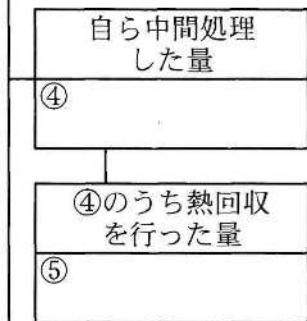 自ら中間処理
した量
④
④のうち熱回収
を行った量
⑤